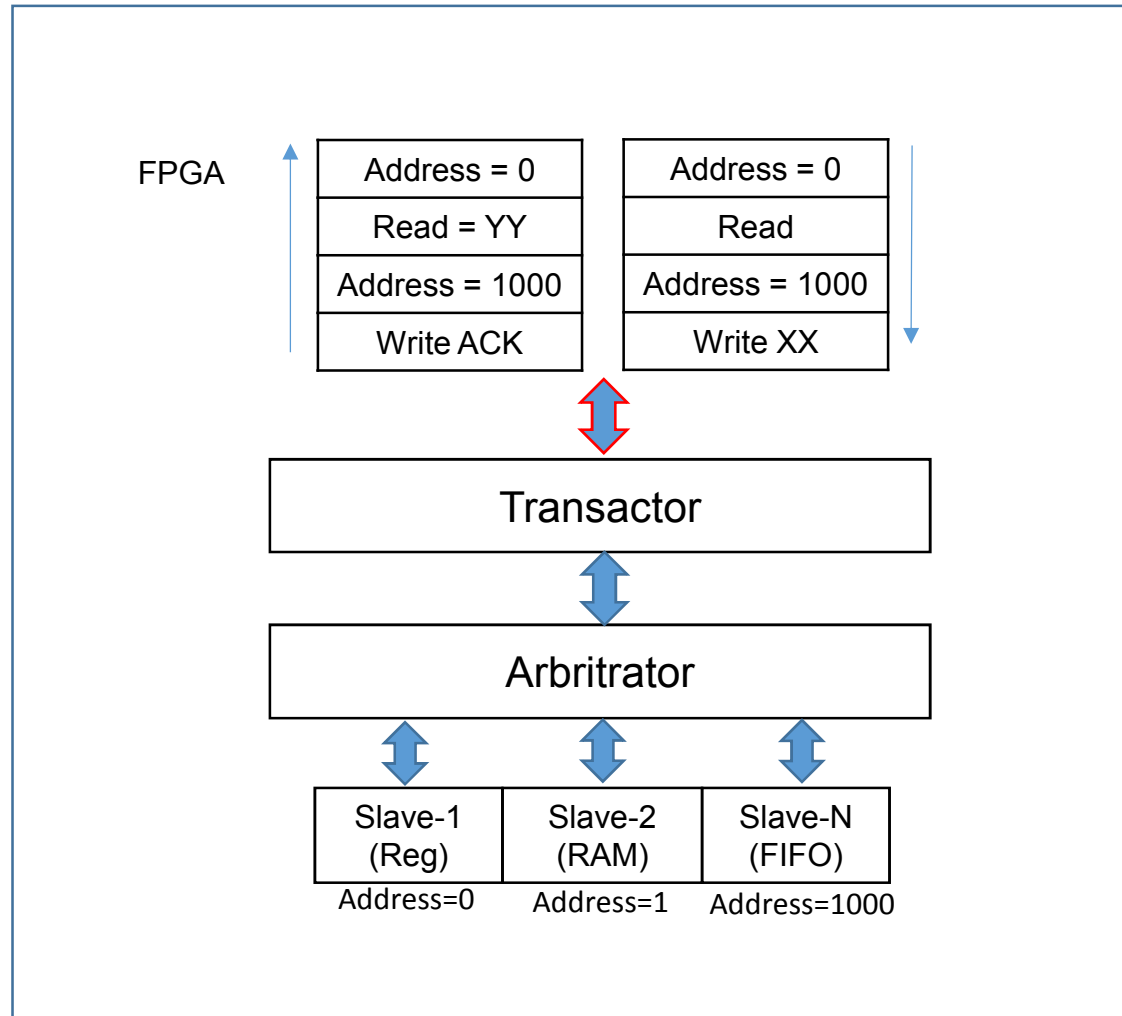 FPGA
Address = 0
Read = YY
Address = 1000
Write ACK
Address = 0
Read
Address = 1000
Write XX
Transactor
Arbritrator
Slave-1
(Reg)
Slave-2
(RAM)
Slave-N
(FIFO)
Address=0
Address=1
Address=1000